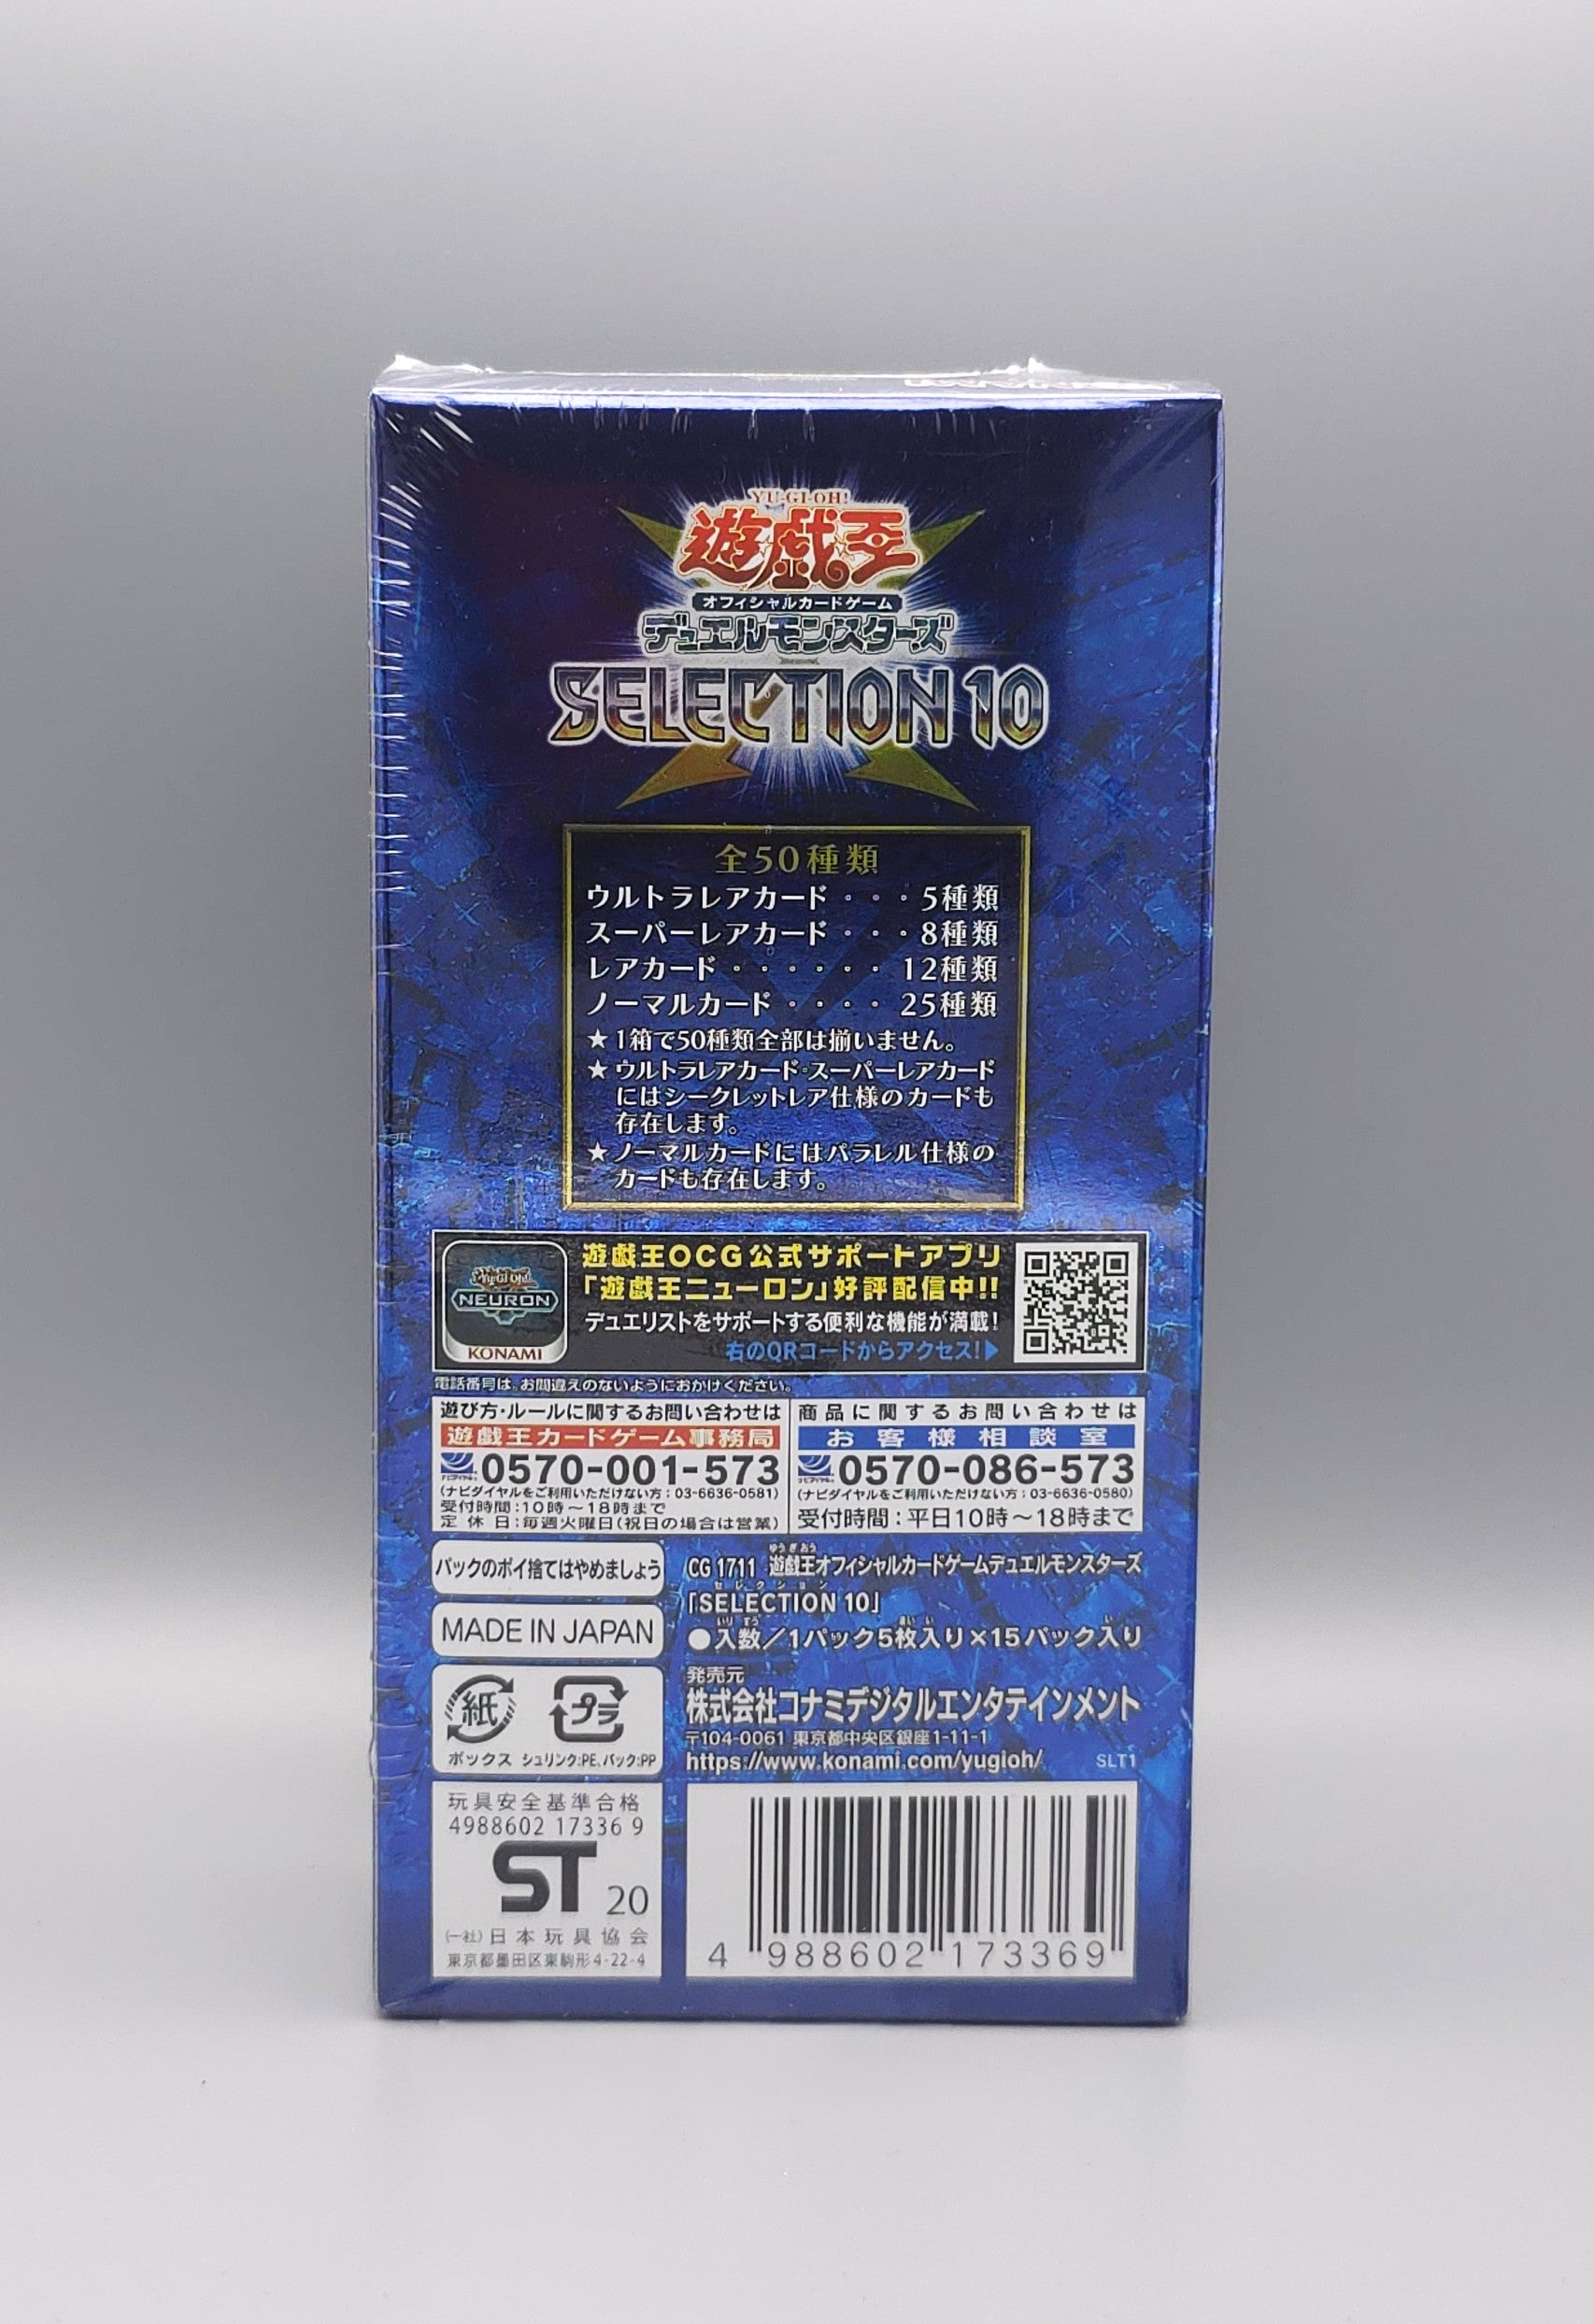 YU-GI-OH!
遊戯王
オフィシャルカードゲーム
デュエルモンスターズ
SELECTION 10
全50種類
ウルトラレアカード・・・5種類
スーパーレアカード・・・8種類
レアカード・・・・・・12種類
ノーマルカード・・・・25種類
★1箱で50種類全部は揃いません。
★ウルトラレアカード・スーパーレアカード
にはシークレットレア仕様のカードも
存在します。
★ノーマルカードにはパラレル仕様の
カードも存在します。
Yu-Gi-Oh!
NEURON
KONAMI
遊戯王OCG公式サポートアプリ
「遊戯王ニューロン」好評配信中!!
デュエリストをサポートする便利な機能が満載!
右のQRコードからアクセス!▶
電話番号は、お間違えのないようにおかけください。
遊び方・ルールに関するお問い合わせは
遊戯王カードゲーム事務局
0570-001-573
(ナビダイヤルをご利用いただけない方:03-6636-0581)
受付時間:10時~18時まで
定休日:毎週火曜日(祝日の場合は営業)
商品に関するお問い合わせは
お客様相談室
0570-086-573
(ナビダイヤルをご利用いただけない方:03-6636-0580)
受付時間:平日10時~18時まで
パックのポイ捨てはやめましょう
MADE IN JAPAN
紙
プラ
ボックス シュリンク:PE、パック:PP
CG 1711 遊戯王オフィシャルカードゲームデュエルモンスターズ
「SELECTION 10」
●入数/1パック5枚入り×15パック入り
発売元
株式会社コナミデジタルエンタテインメント
〒104-0061 東京都中央区銀座1-11-1
https://www.konami.com/yugioh/ SLT1
玩具安全基準合格
4988602 17336 9
ST 20
(一社)日本玩具協会
東京都墨田区東駒形4-22-4
4 988602 173369